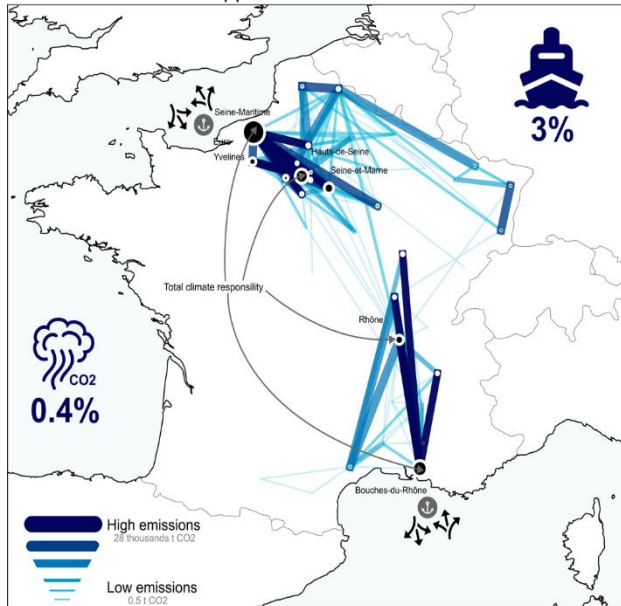 Seine-Maritime
Eure
Hauts-de-Seine
Yvelines
Seine-et-Marne
3%
Total climate responsility
Rhône
CO2
0.4%
Bouches-du-Rhône
High emissions
28 thousands t CO2
Low emissions
0.5 t CO2